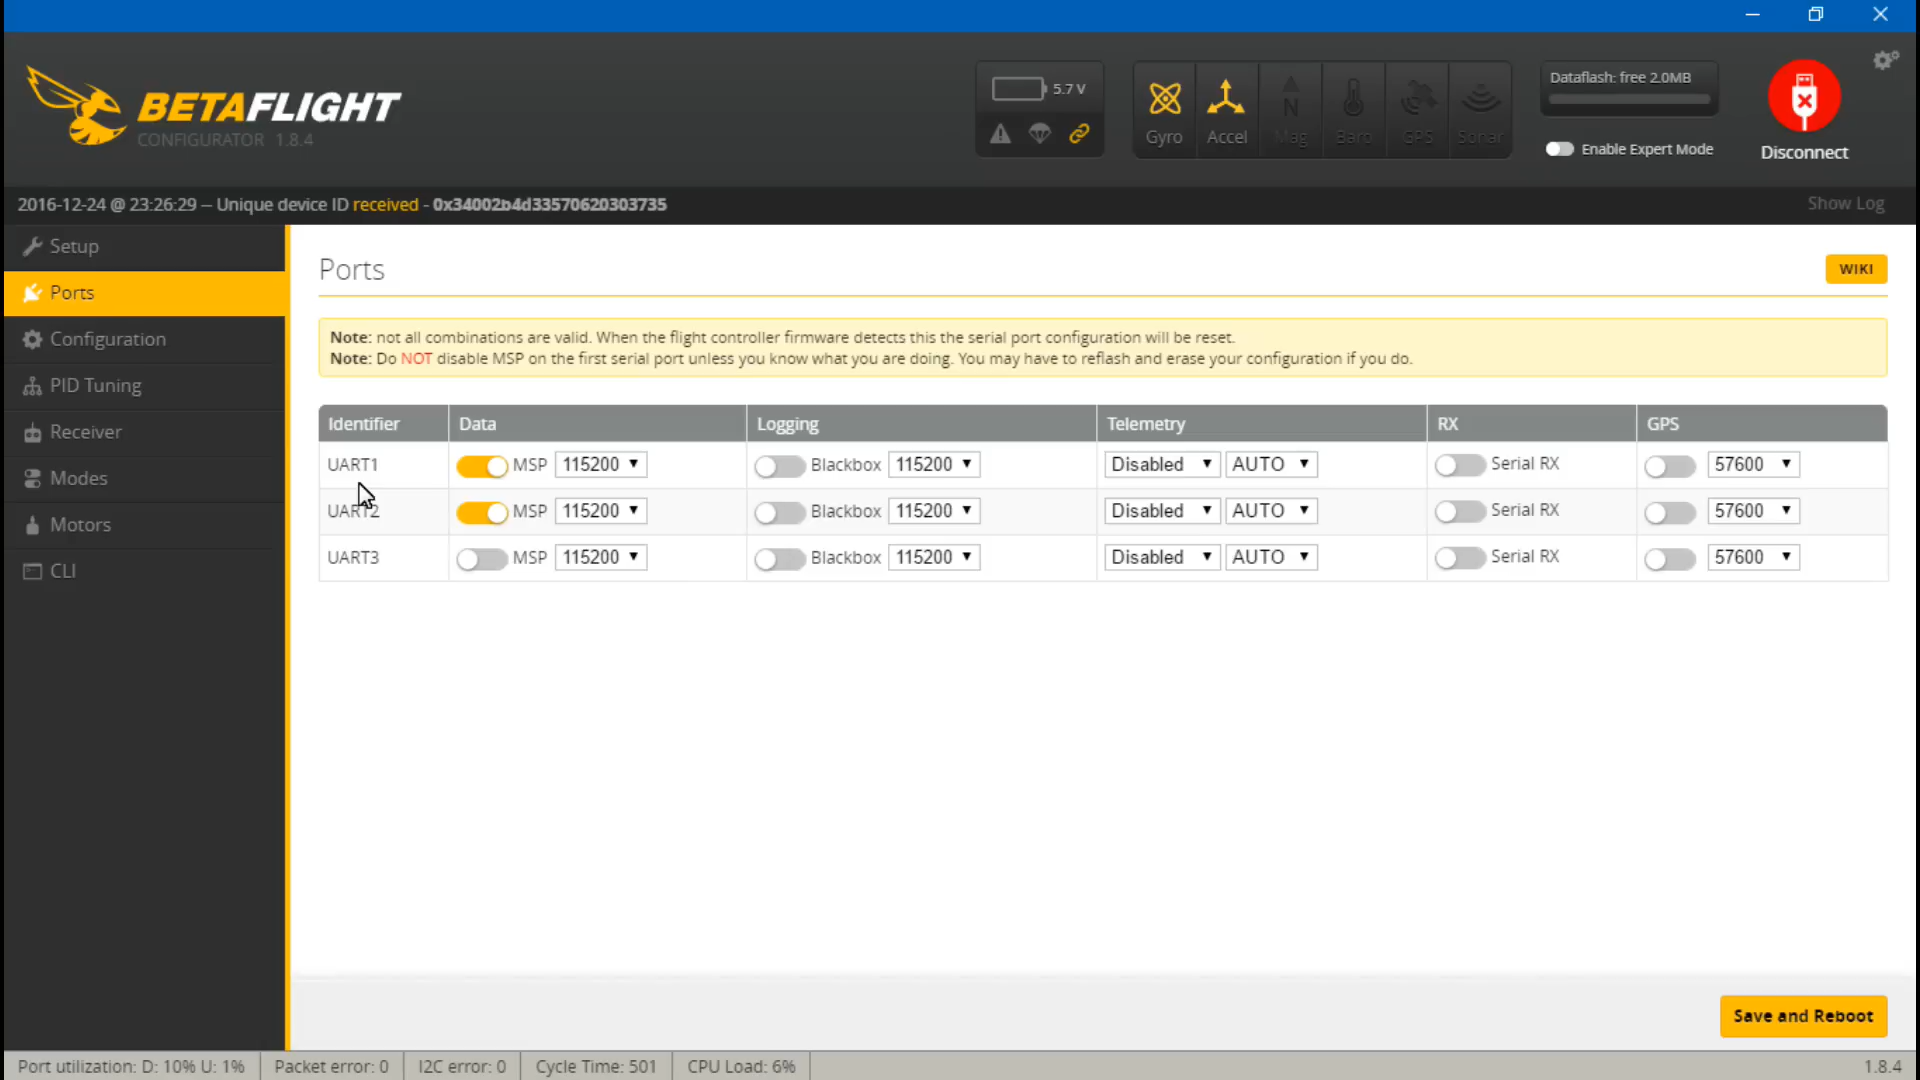 BETAFLIGHT
CONFIGURATOR 1.8.4
5.7 V
Gyro
Accel
Mag
Baro
GPS
Sonar
Dataflash: free 2.0MB
Enable Expert Mode
Disconnect
2016-12-24 @ 23:26:29 -- Unique device ID received - 0x34002b4d33570620303735
Show Log
Setup
Ports
Configuration
PID Tuning
Receiver
Modes
Motors
CLI
Ports
WIKI
Note: not all combinations are valid. When the flight controller firmware detects this the serial port configuration will be reset.
Note: Do NOT disable MSP on the first serial port unless you know what you are doing. You may have to reflash and erase your configuration if you do.
Identifier Data Logging Telemetry RX GPS
UART1 MSP 115200 Blackbox 115200 Disabled AUTO Serial RX 57600
UART2 MSP 115200 Blackbox 115200 Disabled AUTO Serial RX 57600
UART3 MSP 115200 Blackbox 115200 Disabled AUTO Serial RX 57600
Save and Reboot
Port utilization: D: 10% U: 1% Packet error: 0 I2C error: 0 Cycle Time: 501 CPU Load: 6% 1.8.4